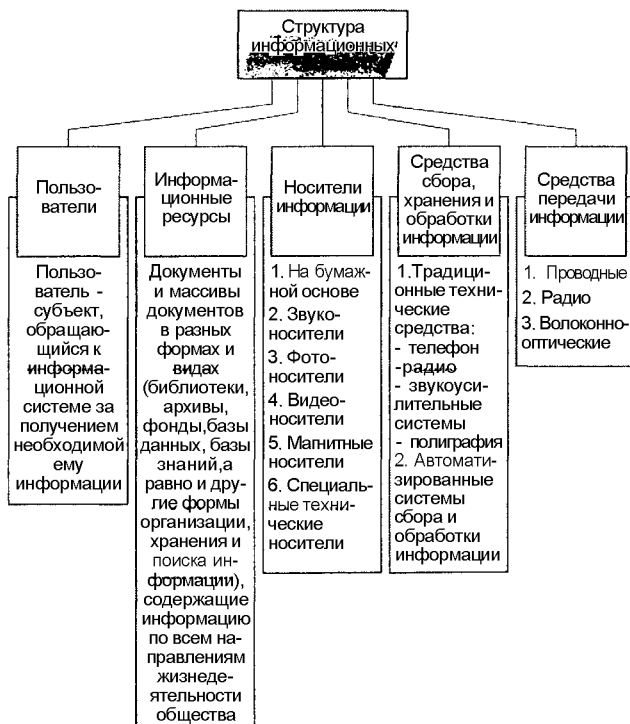 Структура
информационных
Пользо-
ватели
Пользо-
ватель -
субъект,
обращаю-
щийся к
информа-
ционной
системе за
получением
необходимой
ему
информации
Информа-
ционные
ресурсы
Документы
и массивы
документов
в разных
формах и
видах
(библиотеки,
архивы,
фонды,базы
данных, базы
знаний,а
равно и дру-
гие формы
организации,
хранения и
поиска ин-
формации),
содержащие
информацию
по всем на-
правлениям
жизнеде-
ятельности
общества
Носители
информации
1. На бумаж-
ной основе
2. Звуко-
носители
3. Фото-
носители
4. Видео-
носители
5. Магнитные
носители
6. Специаль-
ные техни-
ческие
носители
Средства
сбора,
хранения и
обработки
информации
1.Традици-
онные техни-
ческие
средства:
- телефон
-радио
- звукоуси-
лительные
системы
- полиграфия
2. Автомати-
зированные
системы
сбора и
обработки
информации
Средства
передачи
информации
1. Проводные
2. Радио
3. Волоконно-
оптические